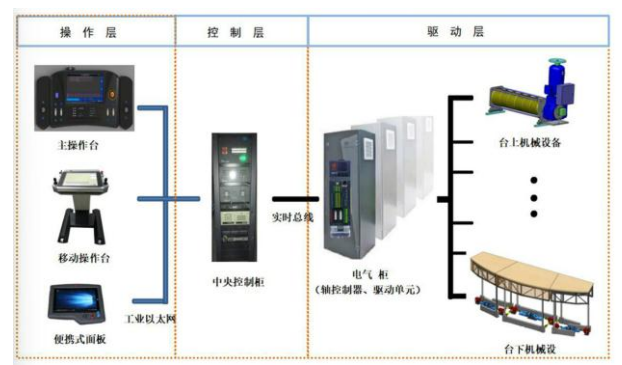 操作层
控制层
驱动层
主操作台
移动操作台
便携式面板
工业以太网
中央控制柜
实时总线
电气 柜
（轴控制器、驱动单元）
台上机械设备
台下机械设